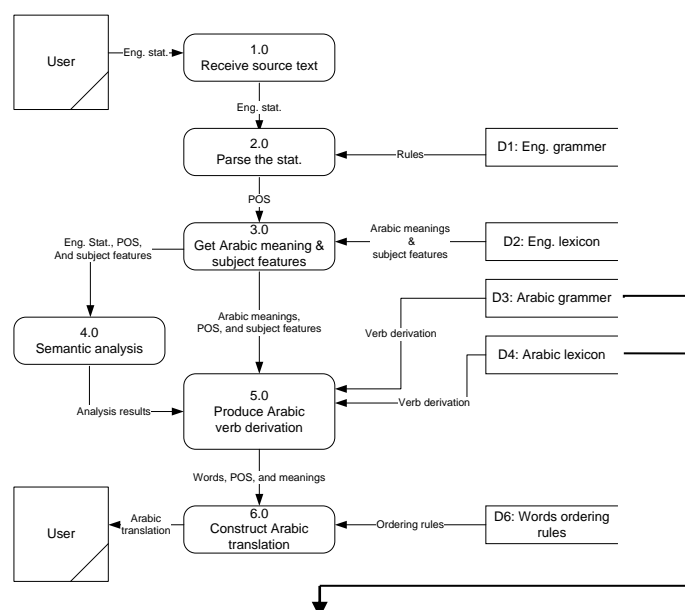 User
Eng. stat.
1.0
Receive source text
Eng. stat.
2.0
Parse the stat.
Rules
D1: Eng. grammer
POS
3.0
Get Arabic meaning &
subject features
Arabic meanings
&
subject features
D2: Eng. lexicon
Eng. Stat., POS,
And subject features
D3: Arabic grammer
Arabic meanings,
POS, and subject features
Verb derivation
4.0
Semantic analysis
D4: Arabic lexicon
5.0
Produce Arabic
verb derivation
Analysis results
Verb derivation
Words, POS, and meanings
User
Arabic
translation
6.0
Construct Arabic
translation
Ordering rules
D6: Words ordering
rules